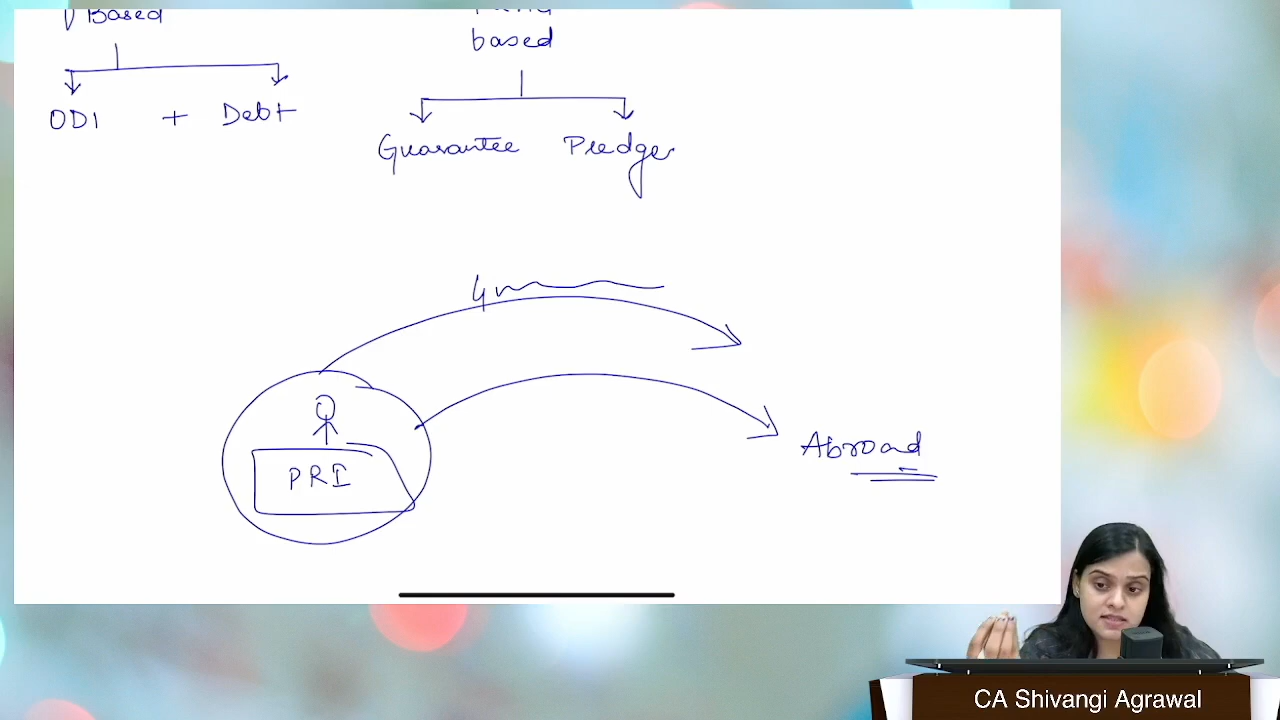 Based
based
ODI + Debt
Guarantee Pledge
PRI
Abroad
CA Shivangi Agrawal